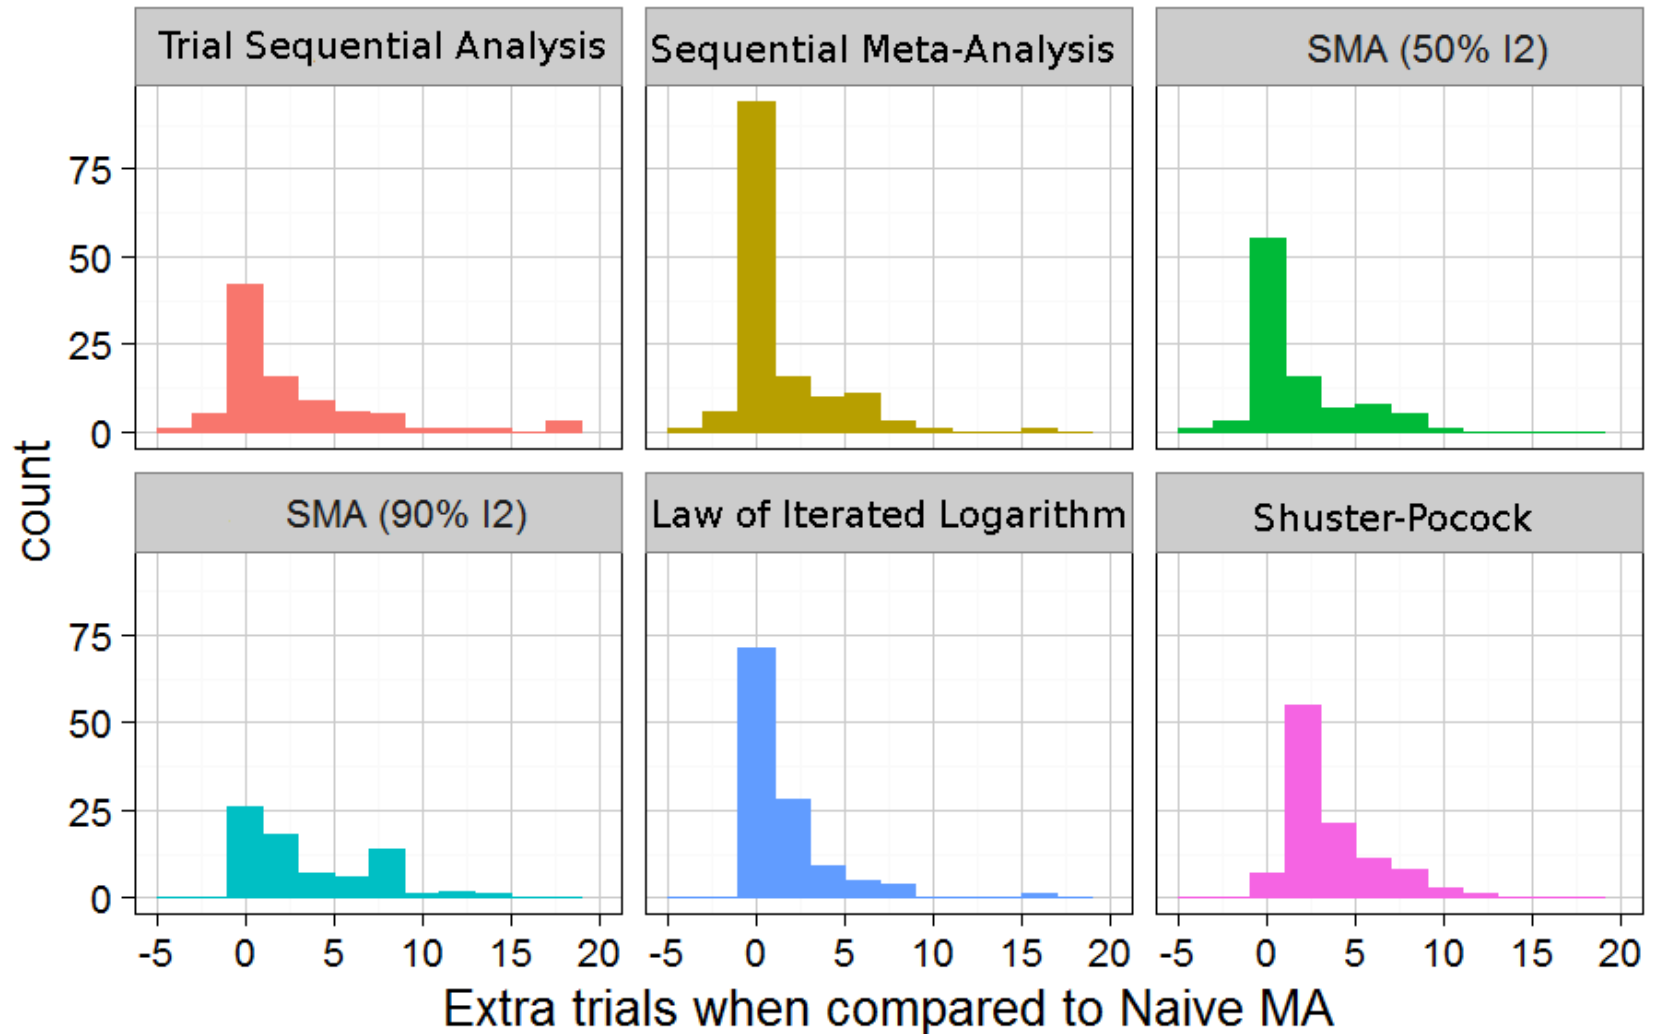 Trial Sequential Analysis
Sequential Meta-Analysis
SMA (50% I2)
75
50
25
0
count
SMA (90% I2)
Law of Iterated Logarithm
Shuster-Pocock
75
50
25
0
-5 0 5 10 15 20 -5 0 5 10 15 20 -5 0 5 10 15 20
Extra trials when compared to Naive MA